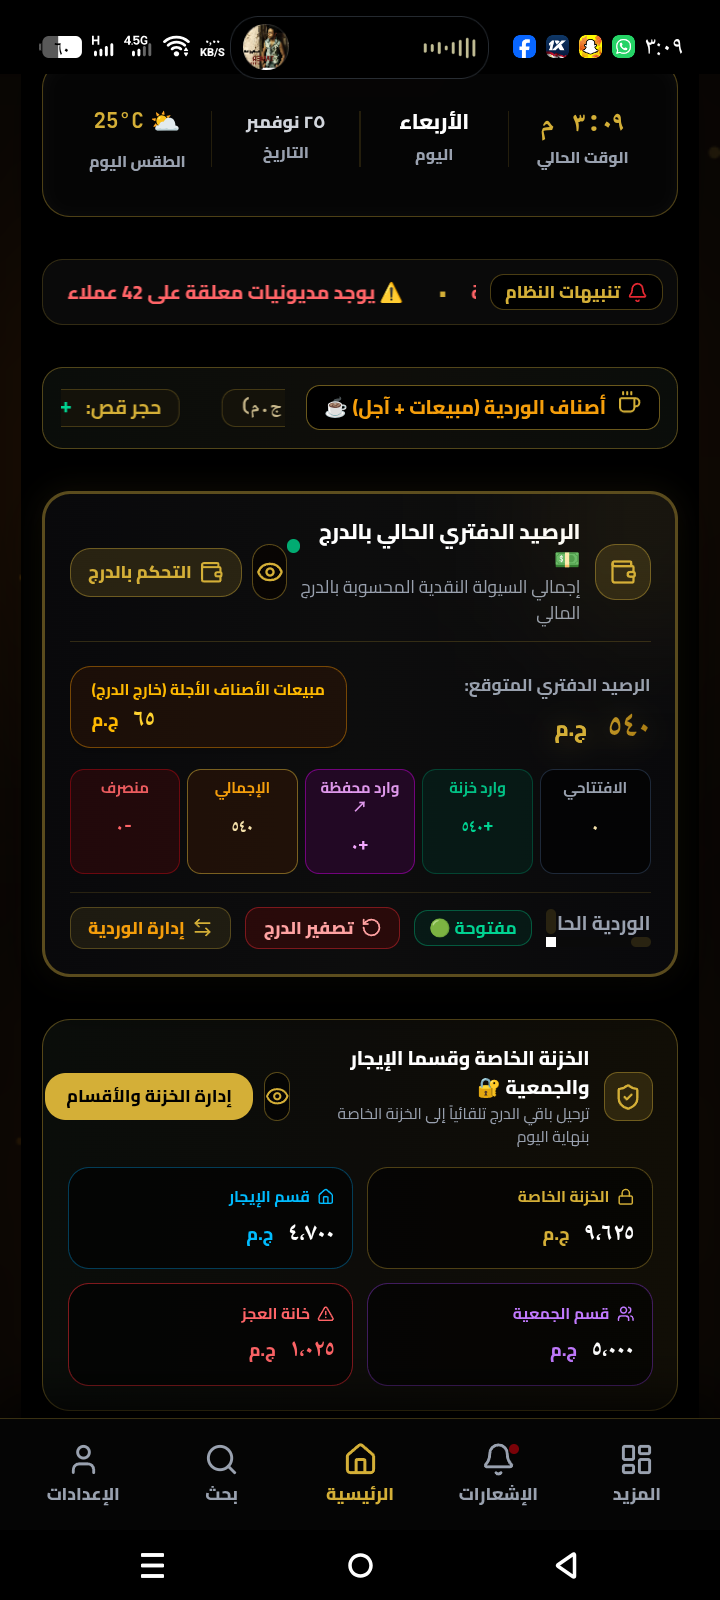 ٣:٠٩
4.5G
H
KB/S
٦٠
٣:٠٩ م
الوقت الحالي
الأربعاء
اليوم
٢٥ نوفمبر
التاريخ
25°C
الطقس اليوم
تنبيهات النظام
⚠️ يوجد مديونيات معلقة على 42 عملاء
أصناف الوردية (مبيعات + آجل) ☕
ج.م)
حجر قص: +
الرصيد الدفتري الحالي بالدرج
💵
إجمالي السيولة النقدية المحسوبة بالدرج
المالي
التحكم بالدرج
الرصيد الدفتري المتوقع:
٥٤٠ ج.م
مبيعات الأصناف الأجلة (خارج الدرج)
٦٥ ج.م
الافتتاحي
٠
وارد خزنة
+٥٤٠
وارد محفظة
↗
+٠
الإجمالي
٥٤٠
منصرف
-٠
الوردية الحا
مفتوحة 🟢
تصفير الدرج
إدارة الوردية
الخزنة الخاصة وقسما الإيجار
والجمعية 🔐
ترحيل باقي الدرج تلقائياً إلى الخزنة الخاصة
بنهاية اليوم
إدارة الخزنة والأقسام
الخزنة الخاصة
٩،٦٢٥ ج.م
قسم الإيجار
٤،٧٠٠ ج.م
قسم الجمعية
٥،٠٠٠ ج.م
خانة العجز
١،٠٢٥ ج.م
المزيد
الإشعارات
الرئيسية
بحث
الإعدادات